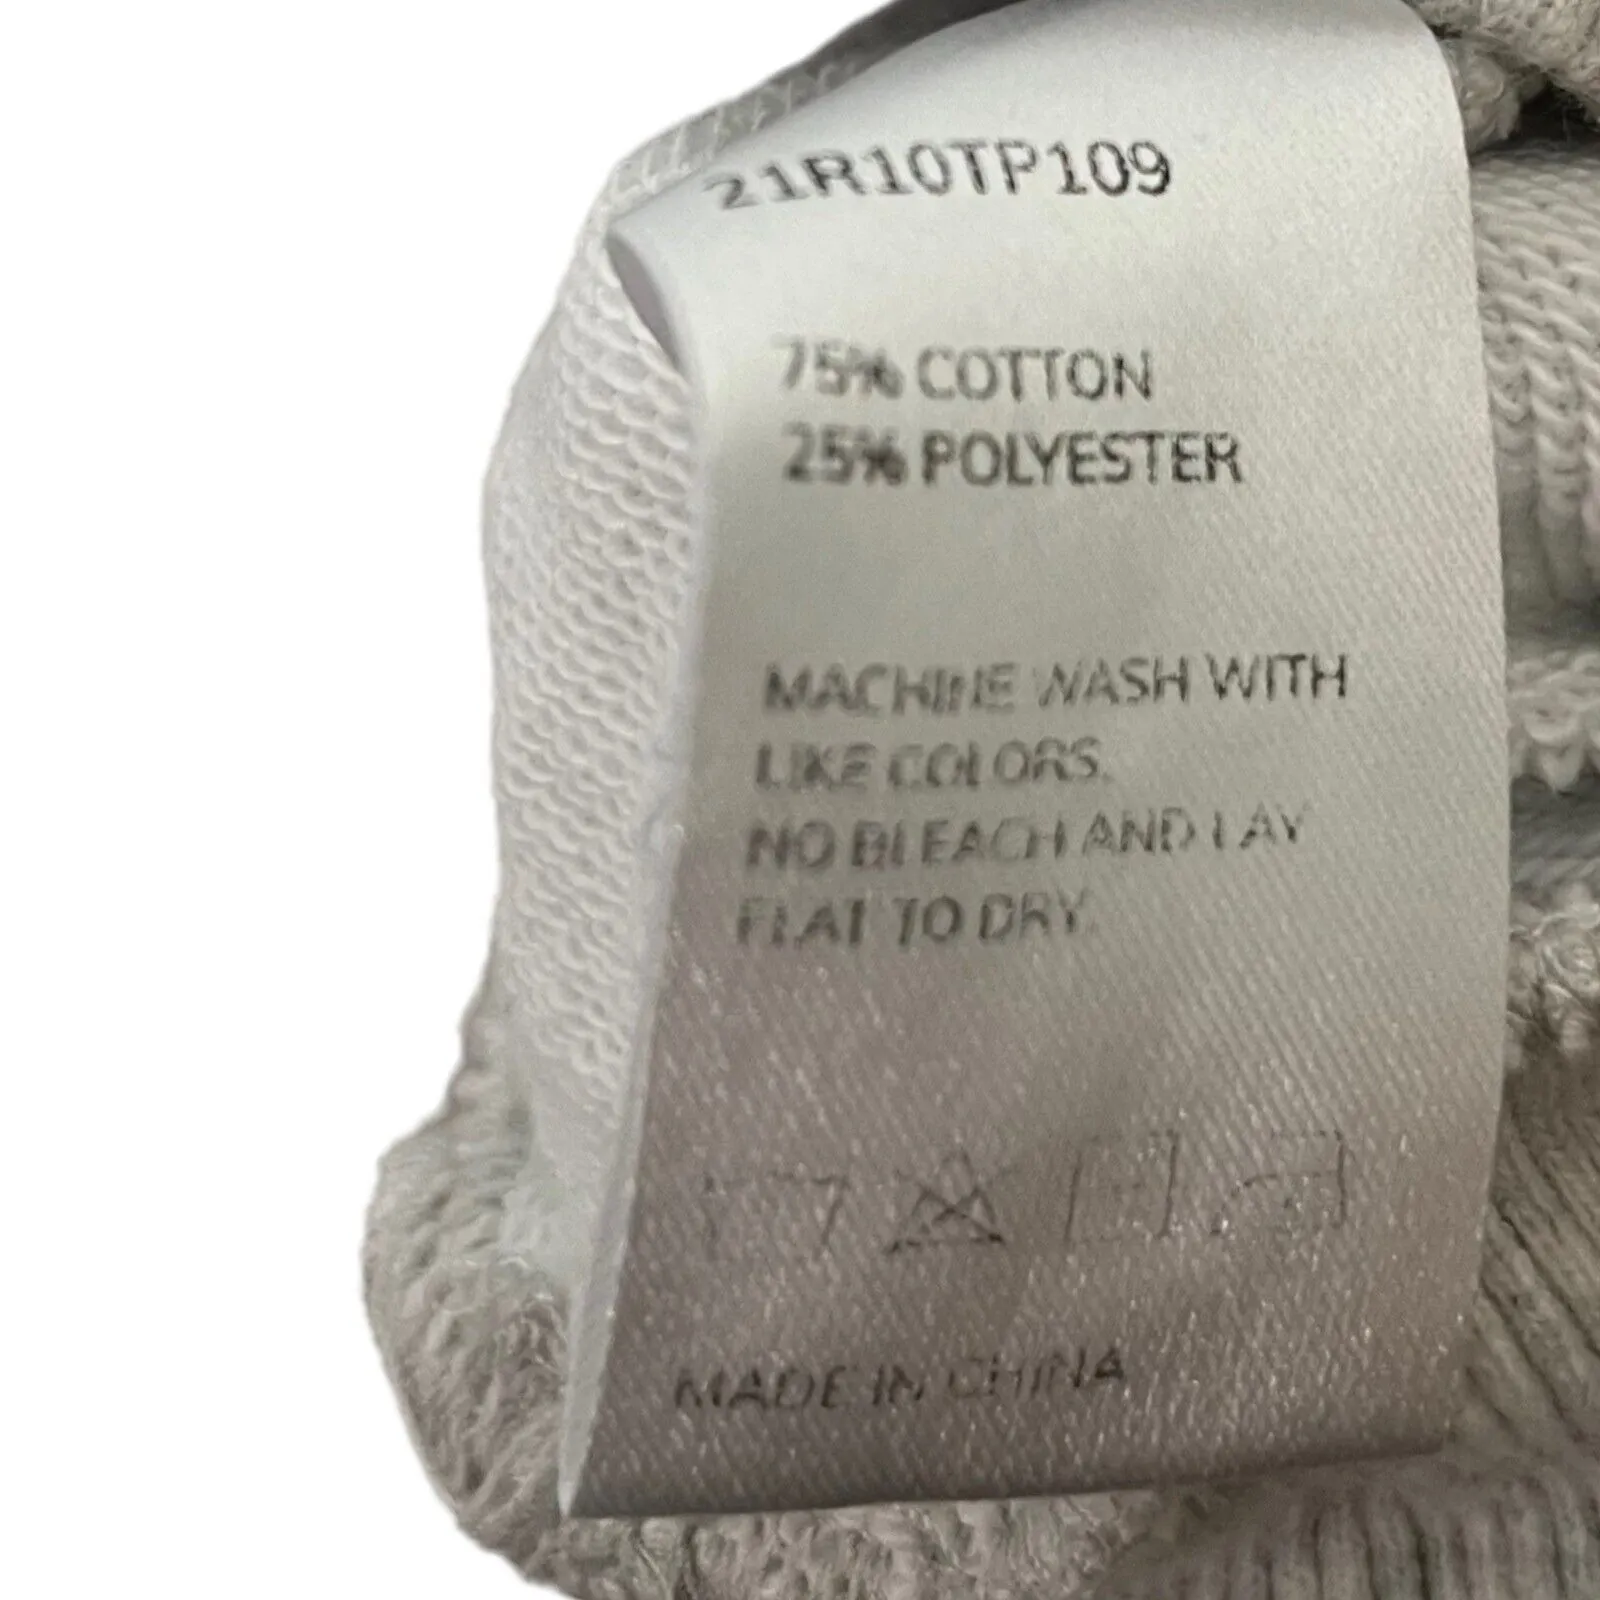 21R10TP109
75% COTTON
25% POLYESTER
MACHINE WASH WITH
LIKE COLORS.
NO BLEACH AND LAY
FLAT TO DRY.
MADE IN CHINA